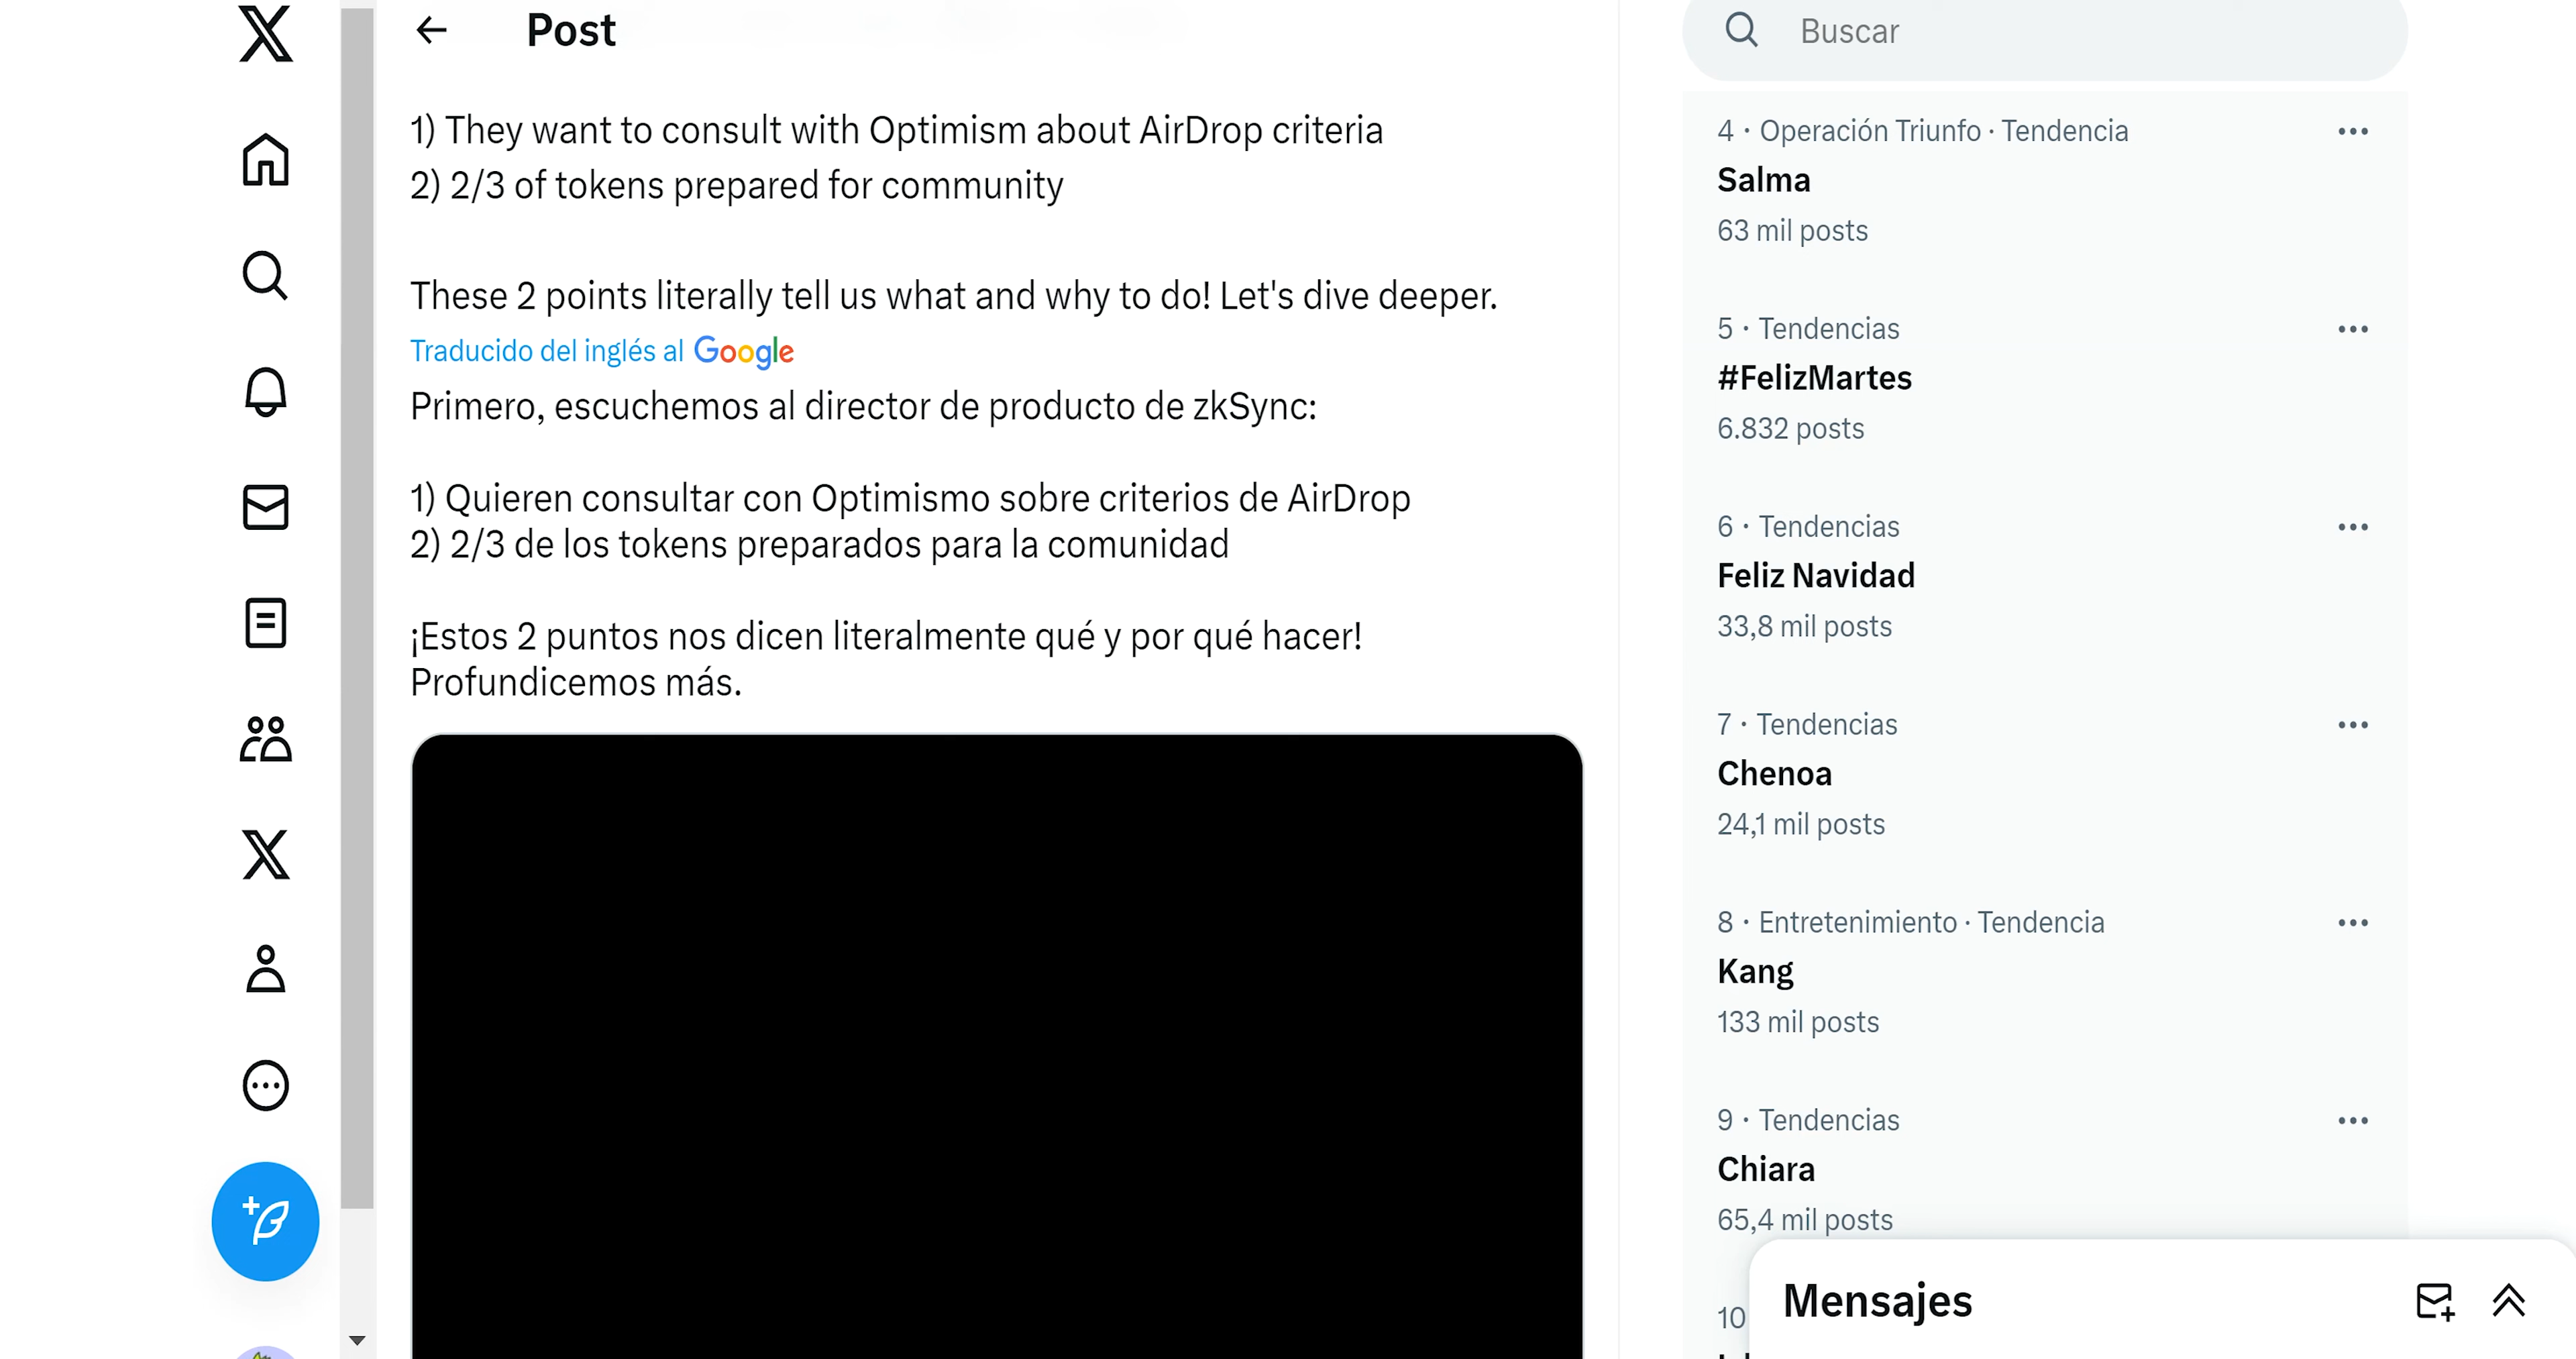 Post
1) They want to consult with Optimism about AirDrop criteria
2) 2/3 of tokens prepared for community
These 2 points literally tell us what and why to do! Let's dive deeper.
Traducido del inglés al Google
Primero, escuchemos al director de producto de zkSync:
1) Quieren consultar con Optimismo sobre criterios de AirDrop
2) 2/3 de los tokens preparados para la comunidad
¡Estos 2 puntos nos dicen literalmente qué y por qué hacer!
Profundicemos más.
Buscar
4 · Operación Triunfo · Tendencia
Salma
63 mil posts
5 · Tendencias
#FelizMartes
6.832 posts
6 · Tendencias
Feliz Navidad
33,8 mil posts
7 · Tendencias
Chenoa
24,1 mil posts
8 · Entretenimiento · Tendencia
Kang
133 mil posts
9 · Tendencias
Chiara
65,4 mil posts
10
Mensajes